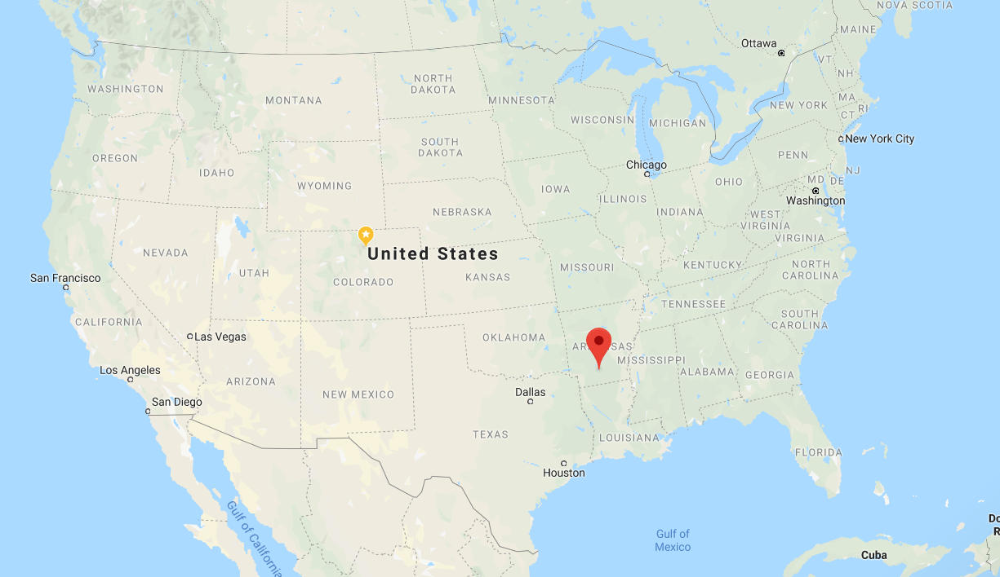 NOVA SCOTIA
MAINE
Ottawa
VT
NH
WASHINGTON
NORTH
DAKOTA
MONTANA
MINNESOTA
MA
NEW YORK
CT
RI
WISCONSIN
MICHIGAN
New York City
SOUTH
DAKOTA
OREGON
PENN
IDAHO
Chicago
NJ
MD
DE
OHIO
WYOMING
IOWA
ILLINOIS
Washington
NEBRASKA
INDIANA
WEST
VIRGINIA
VIRGINIA
NEVADA
United States
UTAH
MISSOURI
KENTUCKY
NORTH
CAROLINA
San Francisco
COLORADO
KANSAS
TENNESSEE
CALIFORNIA
SOUTH
CAROLINA
Las Vegas
OKLAHOMA
MISSISSIPPI
Los Angeles
ALABAMA
GEORGIA
ARIZONA
NEW MEXICO
Dallas
San Diego
TEXAS
LOUISIANA
FLORIDA
Houston
Gulf of California
Gulf of
Mexico
Cuba
Do
R